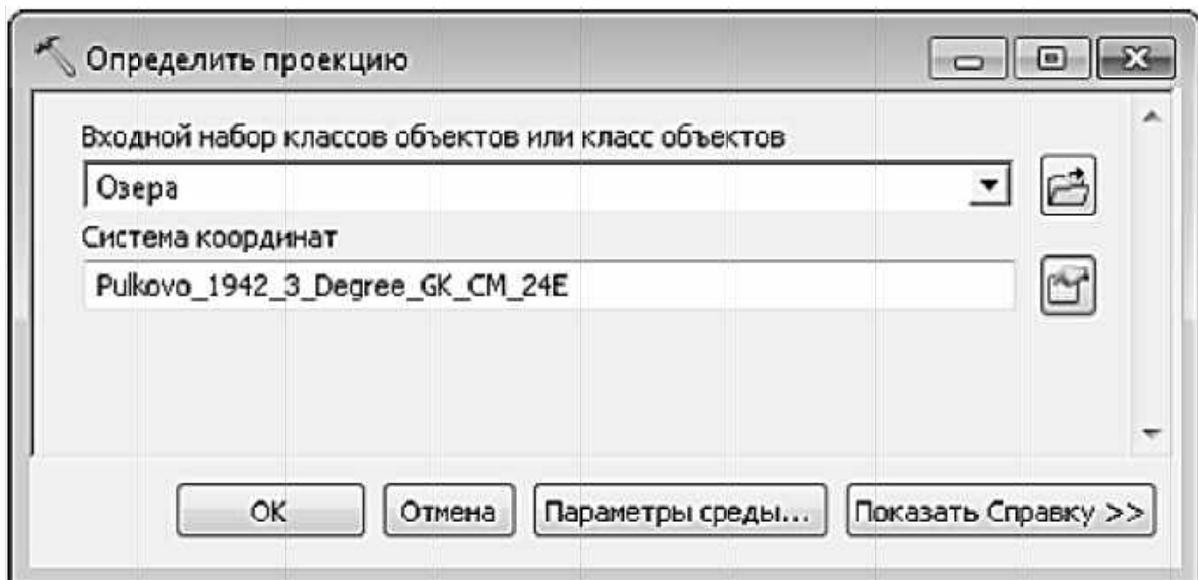 Определить проекцию
Входной набор классов объектов или класс объектов
Озера
Система координат
Pulkovo_1942_3_Degree_GK_CM_24E
OK
Отмена
Параметры среды...
Показать Справку >>